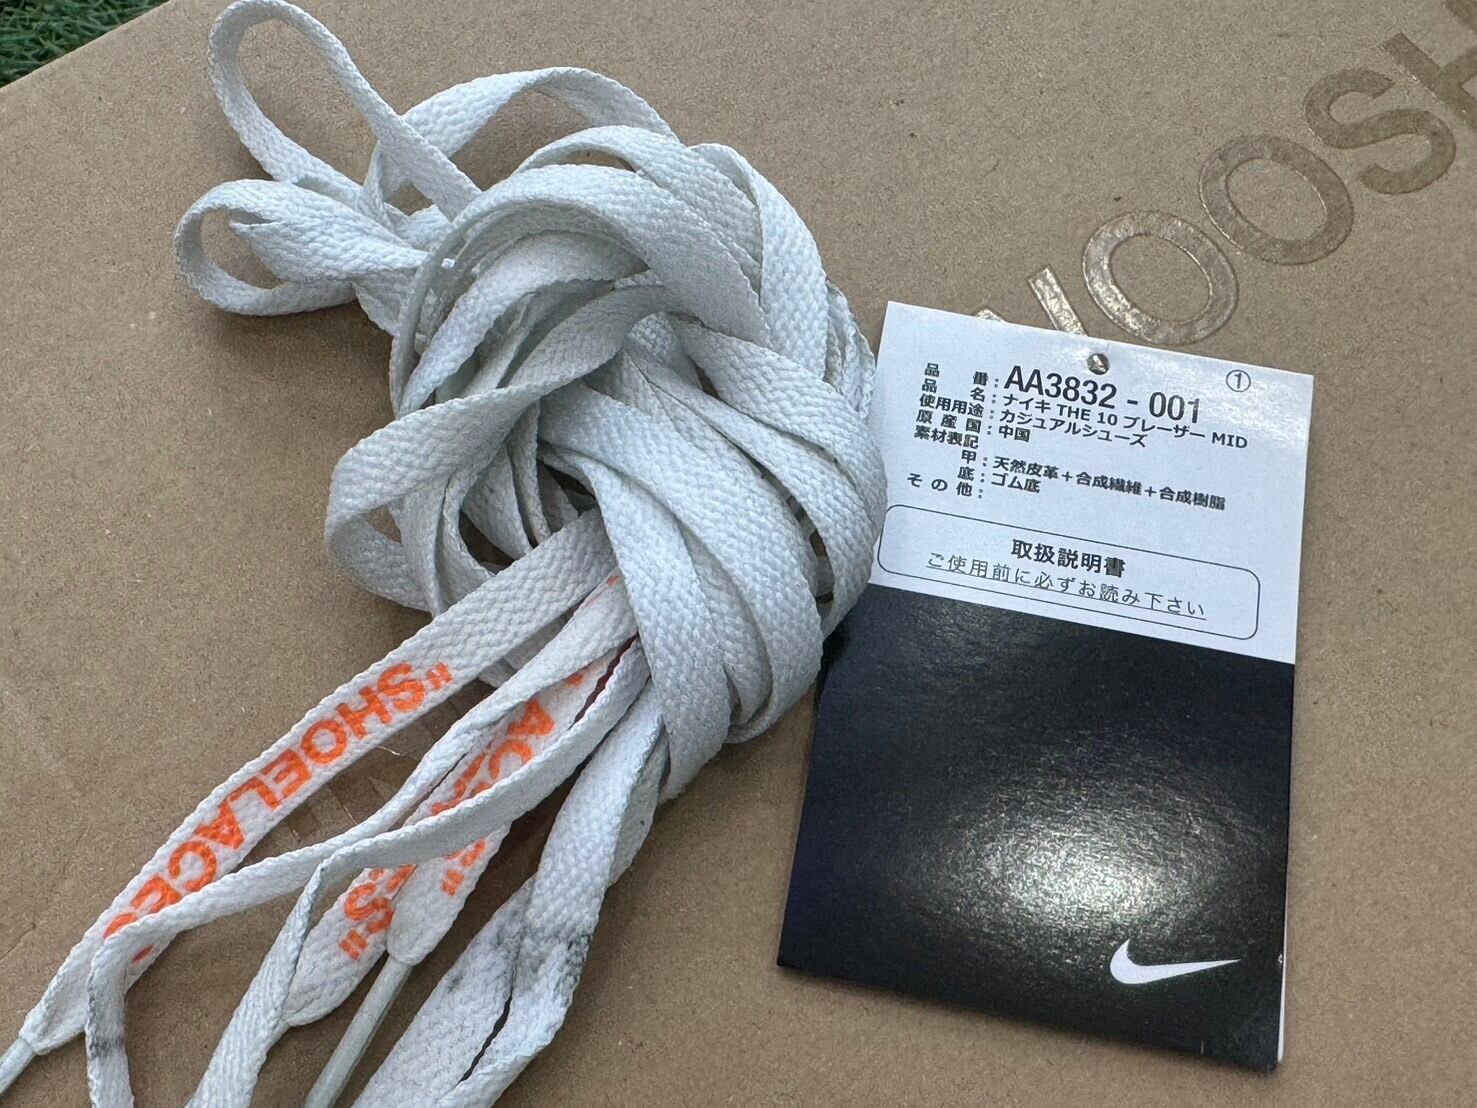 HOOSH
①
品番:AA3832 - 001
品名:ナイキ THE 10 ブレーザー MID
使用用途:カジュアルシューズ
原産国:中国
素材表記
甲:天然皮革+合成繊維+合成樹脂
底:ゴム底
その他:
取扱説明書
ご使用前に必ずお読み下さい
"SHOELACES
ACES"
CES"